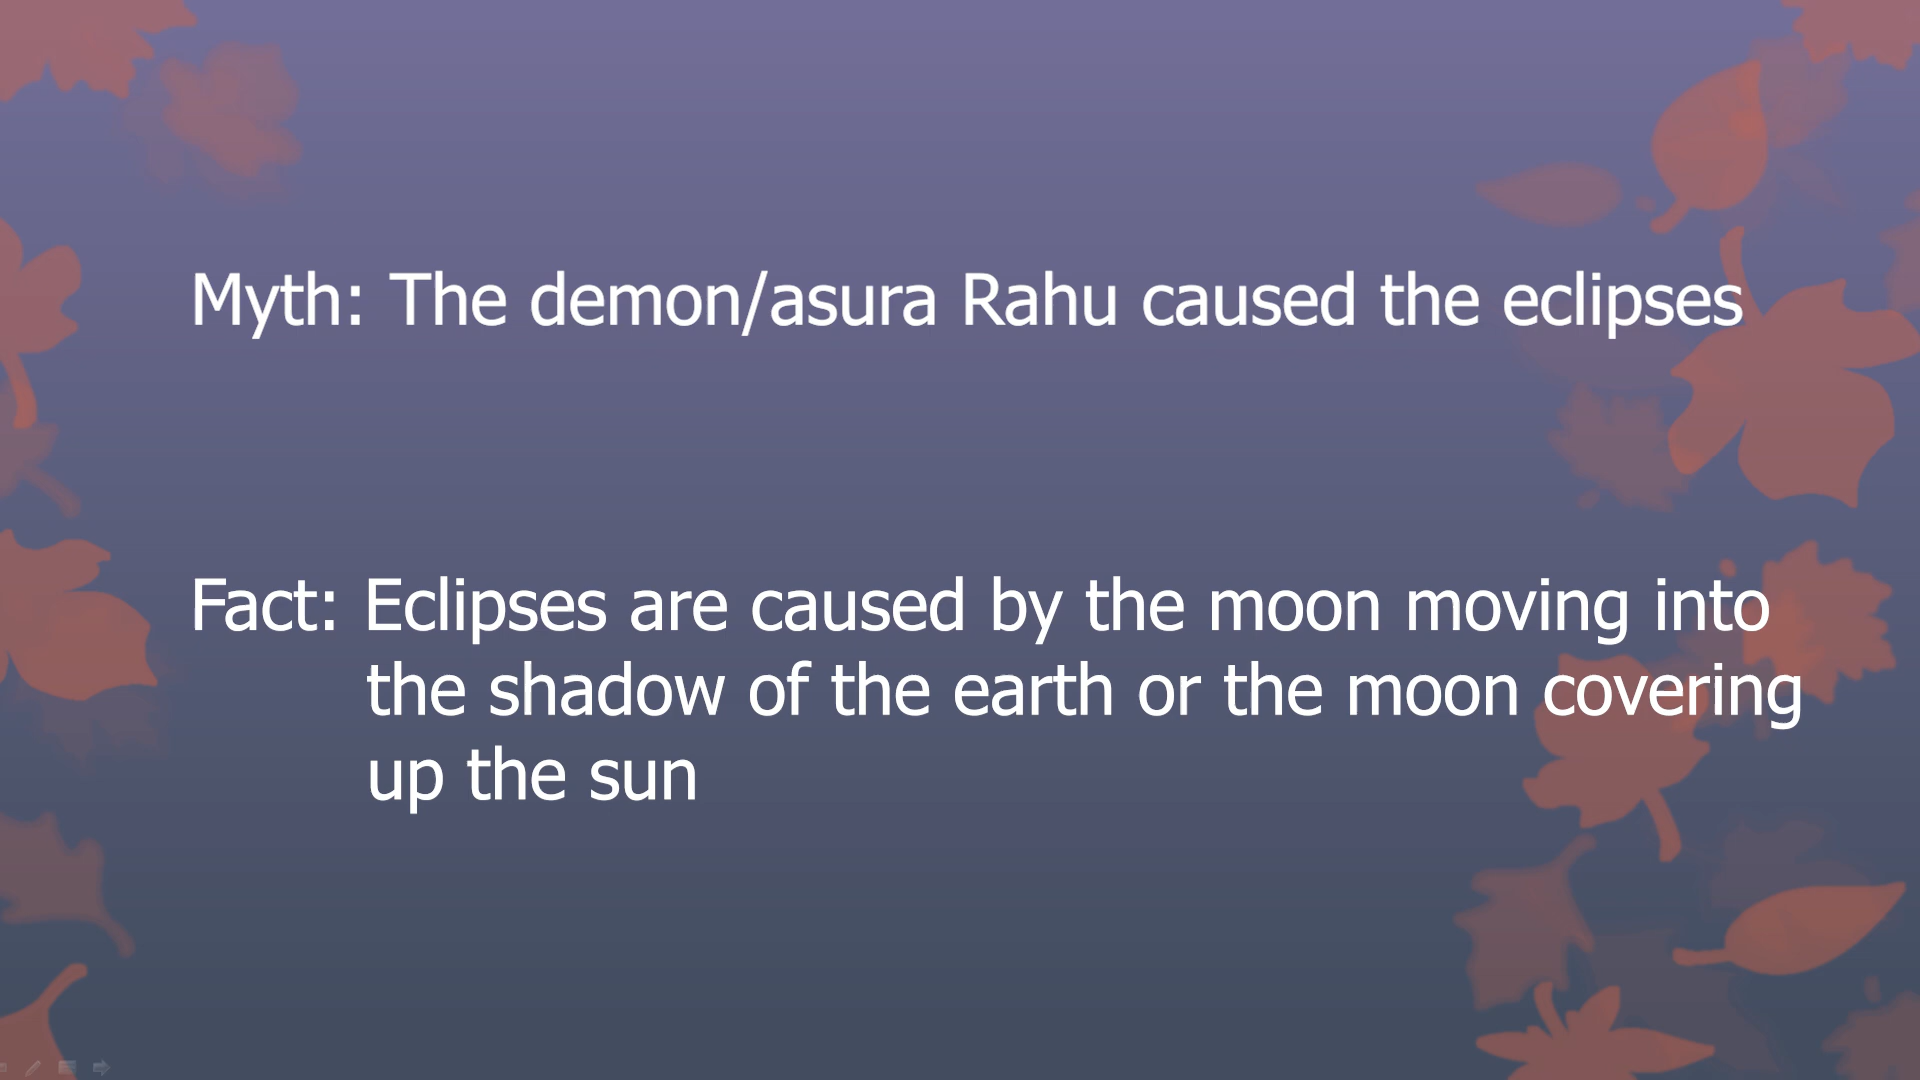 Myth: The demon/asura Rahu caused the eclipses
Fact: Eclipses are caused by the moon moving into
the shadow of the earth or the moon covering
up the sun